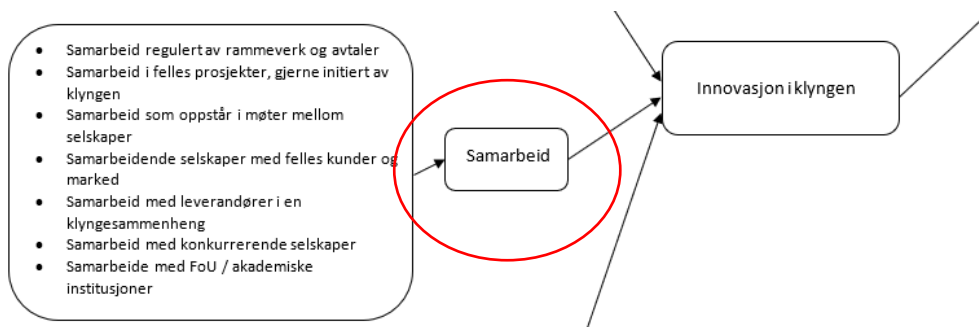 Samarbeid regulert av rammeverk og avtaler
Samarbeid i felles prosjekter, gjerne initiert av
klyngen
Samarbeid som oppstår i møter mellom
selskaper
Samarbeidende selskaper med felles kunder og
marked
Samarbeid med leverandører i en
klyngesammenheng
Samarbeid med konkurrerende selskaper
Samarbeide med FoU / akademiske
institusjoner
Samarbeid
Innovasjon i klyngen